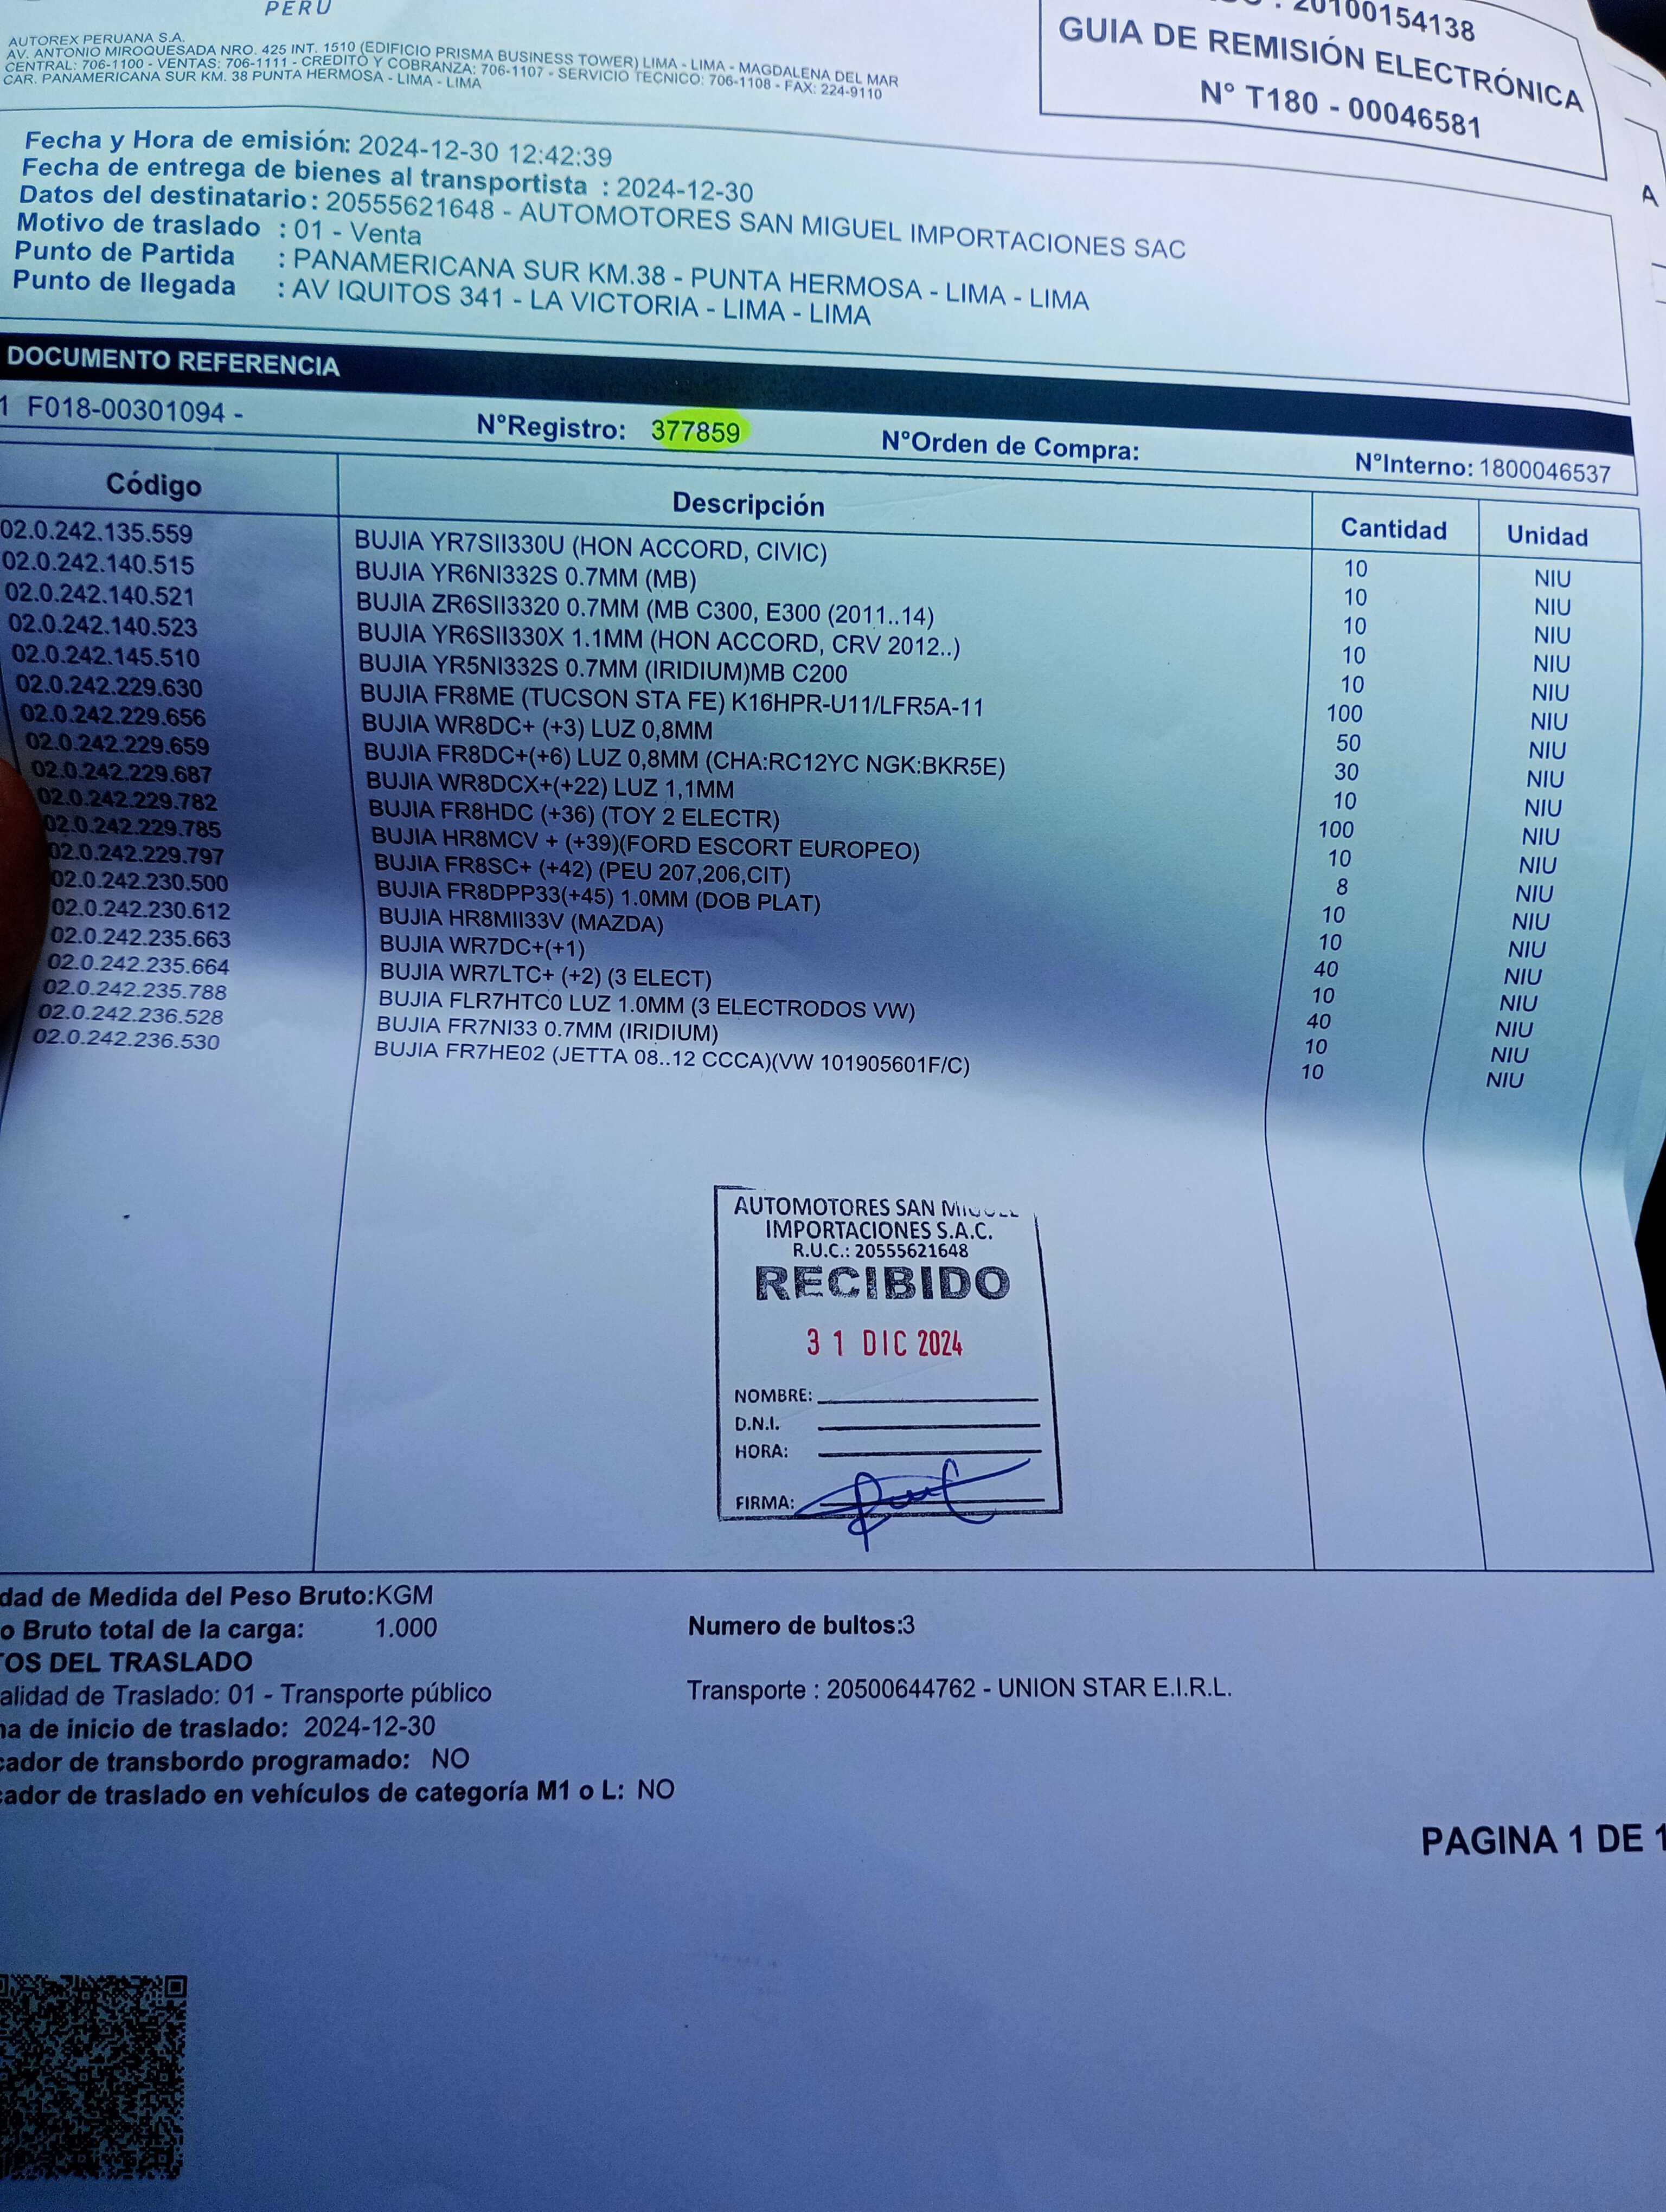 PERU
AUTOREX PERUANA S.A.
AV. ANTONIO MIROQUESADA NRO. 425 INT. 1510 (EDIFICIO PRISMA BUSINESS TOWER) LIMA - LIMA - MAGDALENA DEL MAR
CENTRAL: 706-1100 - VENTAS: 706-1111 - CREDITO Y COBRANZA: 706-1107 - SERVICIO TECNICO: 706-1108 - FAX: 224-9110
CAR. PANAMERICANA SUR KM. 38 PUNTA HERMOSA - LIMA - LIMA
: 20100154138
GUIA DE REMISIÓN ELECTRÓNICA
N° T180 - 00046581
Fecha y Hora de emisión: 2024-12-30 12:42:39
Fecha de entrega de bienes al transportista : 2024-12-30
Datos del destinatario : 20555621648 - AUTOMOTORES SAN MIGUEL IMPORTACIONES SAC
Motivo de traslado : 01 - Venta
Punto de Partida : PANAMERICANA SUR KM.38 - PUNTA HERMOSA - LIMA - LIMA
Punto de llegada : AV IQUITOS 341 - LA VICTORIA - LIMA - LIMA
A
DOCUMENTO REFERENCIA
1 F018-00301094 - N°Registro: 377859 N°Orden de Compra: N°Interno: 1800046537
Código Descripción Cantidad Unidad
02.0.242.135.559 BUJIA YR7SII330U (HON ACCORD, CIVIC) 10 NIU
02.0.242.140.515 BUJIA YR6NI332S 0.7MM (MB) 10 NIU
02.0.242.140.521 BUJIA ZR6SII3320 0.7MM (MB C300, E300 (2011..14) 10 NIU
02.0.242.140.523 BUJIA YR6SII330X 1.1MM (HON ACCORD, CRV 2012..) 10 NIU
02.0.242.145.510 BUJIA YR5NI332S 0.7MM (IRIDIUM)MB C200 10 NIU
02.0.242.229.630 BUJIA FR8ME (TUCSON STA FE) K16HPR-U11/LFR5A-11 100 NIU
02.0.242.229.656 BUJIA WR8DC+ (+3) LUZ 0,8MM 50 NIU
02.0.242.229.659 BUJIA FR8DC+(+6) LUZ 0,8MM (CHA:RC12YC NGK:BKR5E) 30 NIU
02.0.242.229.687 BUJIA WR8DCX+(+22) LUZ 1,1MM 10 NIU
02.0.242.229.782 BUJIA FR8HDC (+36) (TOY 2 ELECTR) 100 NIU
02.0.242.229.785 BUJIA HR8MCV + (+39)(FORD ESCORT EUROPEO) 10 NIU
02.0.242.229.797 BUJIA FR8SC+ (+42) (PEU 207,206,CIT) 8 NIU
02.0.242.230.500 BUJIA FR8DPP33(+45) 1.0MM (DOB PLAT) 10 NIU
02.0.242.230.612 BUJIA HR8MII33V (MAZDA) 10 NIU
02.0.242.235.663 BUJIA WR7DC+(+1) 40 NIU
02.0.242.235.664 BUJIA WR7LTC+ (+2) (3 ELECT) 10 NIU
02.0.242.235.788 BUJIA FLR7HTC0 LUZ 1.0MM (3 ELECTRODOS VW) 40 NIU
02.0.242.236.528 BUJIA FR7NI33 0.7MM (IRIDIUM) 10 NIU
02.0.242.236.530 BUJIA FR7HE02 (JETTA 08..12 CCCA)(VW 101905601F/C) 10 NIU
AUTOMOTORES SAN MIGUEL
IMPORTACIONES S.A.C.
R.U.C.: 20555621648
RECIBIDO
31 DIC 2024
NOMBRE:
D.N.I.
HORA:
FIRMA:
dad de Medida del Peso Bruto:KGM
o Bruto total de la carga: 1.000 Numero de bultos:3
TOS DEL TRASLADO
alidad de Traslado: 01 - Transporte público Transporte : 20500644762 - UNION STAR E.I.R.L.
na de inicio de traslado: 2024-12-30
cador de transbordo programado: NO
cador de traslado en vehículos de categoría M1 o L: NO
PAGINA 1 DE 1